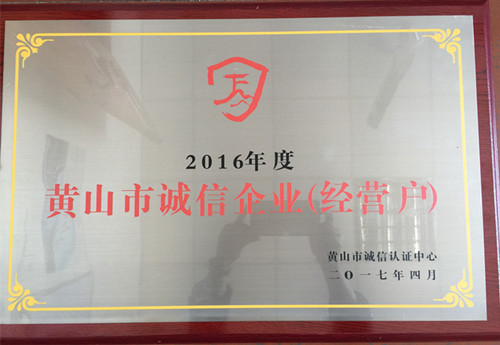 2016年度
黄山市诚信企业(经营户)
黄山市诚信认证中心
二〇一七年四月